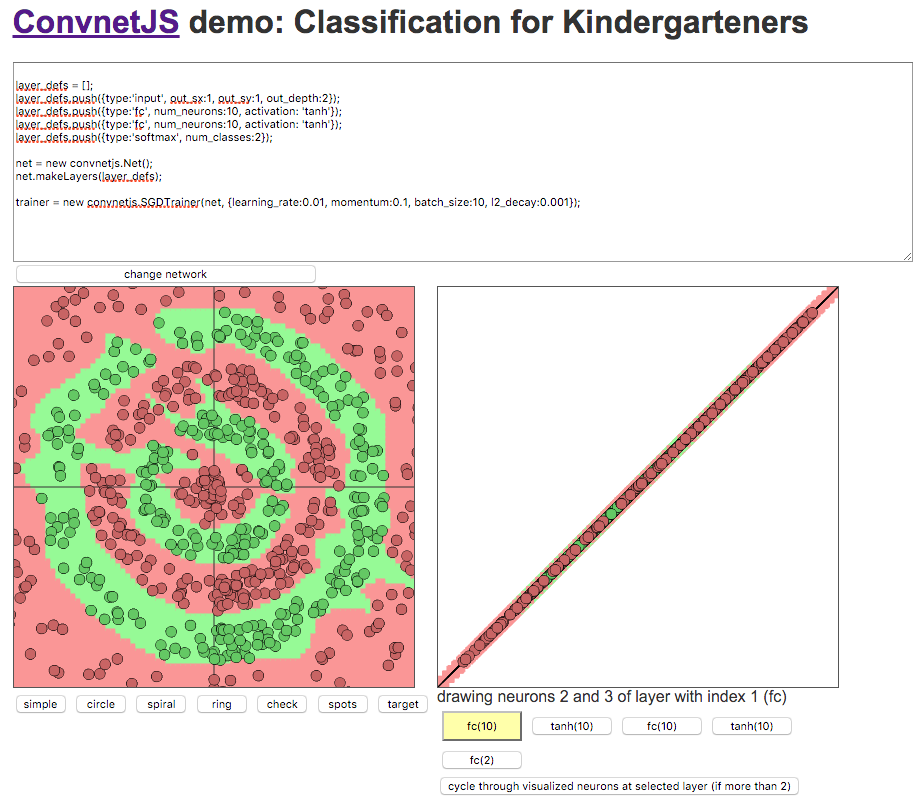 ConvnetJS demo: Classification for Kindergarteners
layer_defs = [];
layer_defs.push({type:'input', out_sx:1, out_sy:1, out_depth:2});
layer_defs.push({type:'fc', num_neurons:10, activation: 'tanh'});
layer_defs.push({type:'fc', num_neurons:10, activation: 'tanh'});
layer_defs.push({type:'softmax', num_classes:2});
net = new convnetjs.Net();
net.makeLayers(layer_defs);
trainer = new convnetjs.SGDTrainer(net, {learning_rate:0.01, momentum:0.1, batch_size:10, l2_decay:0.001});
change network
simple circle spiral ring check spots target
drawing neurons 2 and 3 of layer with index 1 (fc)
fc(10) tanh(10) fc(10) tanh(10)
fc(2)
cycle through visualized neurons at selected layer (if more than 2)